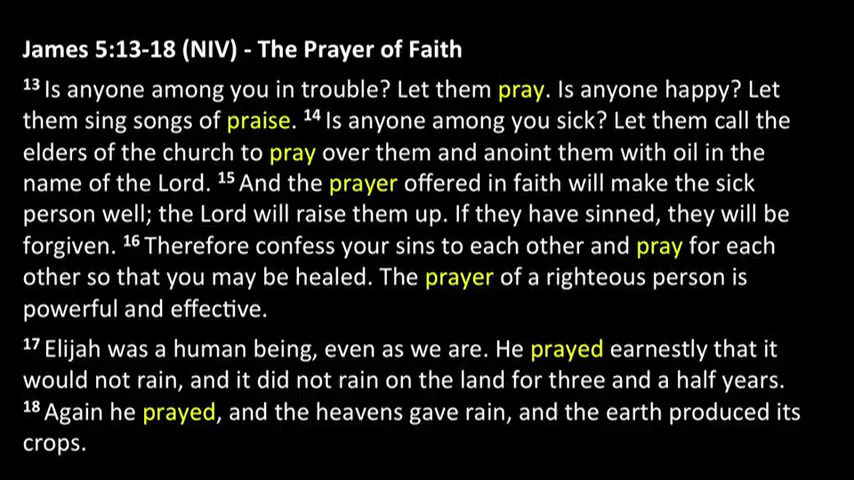 James 5:13-18 (NIV) - The Prayer of Faith
13 Is anyone among you in trouble? Let them pray. Is anyone happy? Let
them sing songs of praise. 14 Is anyone among you sick? Let them call the
elders of the church to pray over them and anoint them with oil in the
name of the Lord. 15 And the prayer offered in faith will make the sick
person well; the Lord will raise them up. If they have sinned, they will be
forgiven. 16 Therefore confess your sins to each other and pray for each
other so that you may be healed. The prayer of a righteous person is
powerful and effective.
17 Elijah was a human being, even as we are. He prayed earnestly that it
would not rain, and it did not rain on the land for three and a half years.
18 Again he prayed, and the heavens gave rain, and the earth produced its
crops.